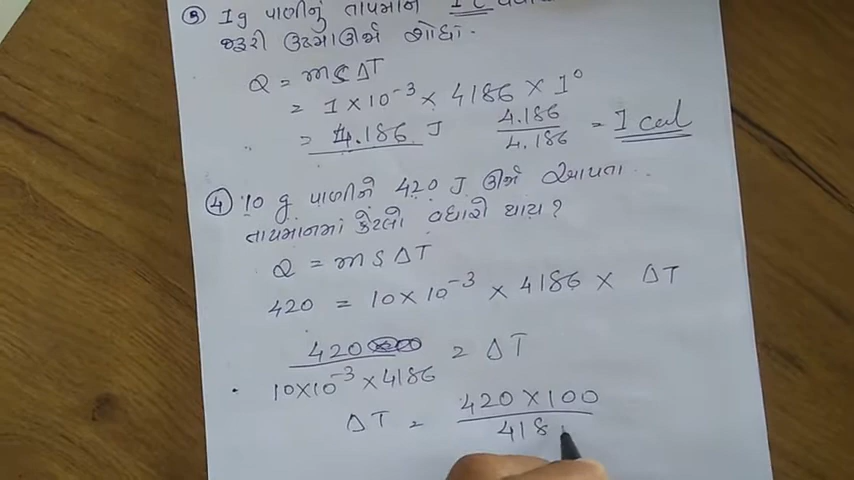 ③ 1g પાણીનું તાપમાન 1°C
જરૂરી ઉષ્માઊર્જા શોધો.
Q = m S ΔT
= 1 × 10⁻³ × 4186 × 1°
= 4.186 J 4.186 / 4.186 = 1 cal
④ 10 g પાણીને 420 J ઊર્જા આપતા..
તાપમાનમાં કેટલો વધારો થાય?
Q = m S ΔT
420 = 10 × 10⁻³ × 4186 × ΔT
420 / 10×10⁻³ × 4186 = ΔT
ΔT = 420 × 100 / 418